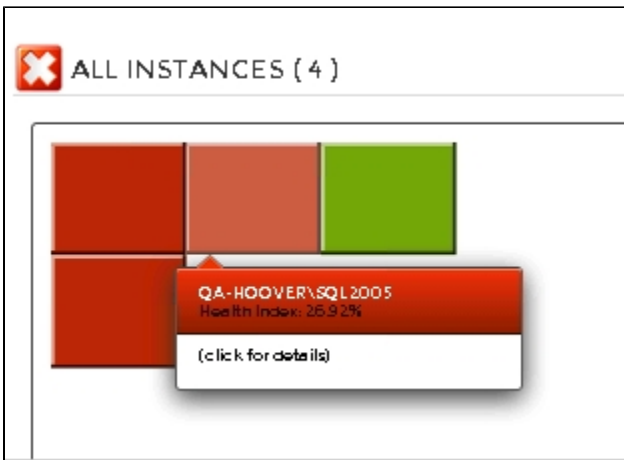 ALL INSTANCES ( 4 )
QA-HOOVER\SQL2005
Health Index: 26.92%
(click for details)